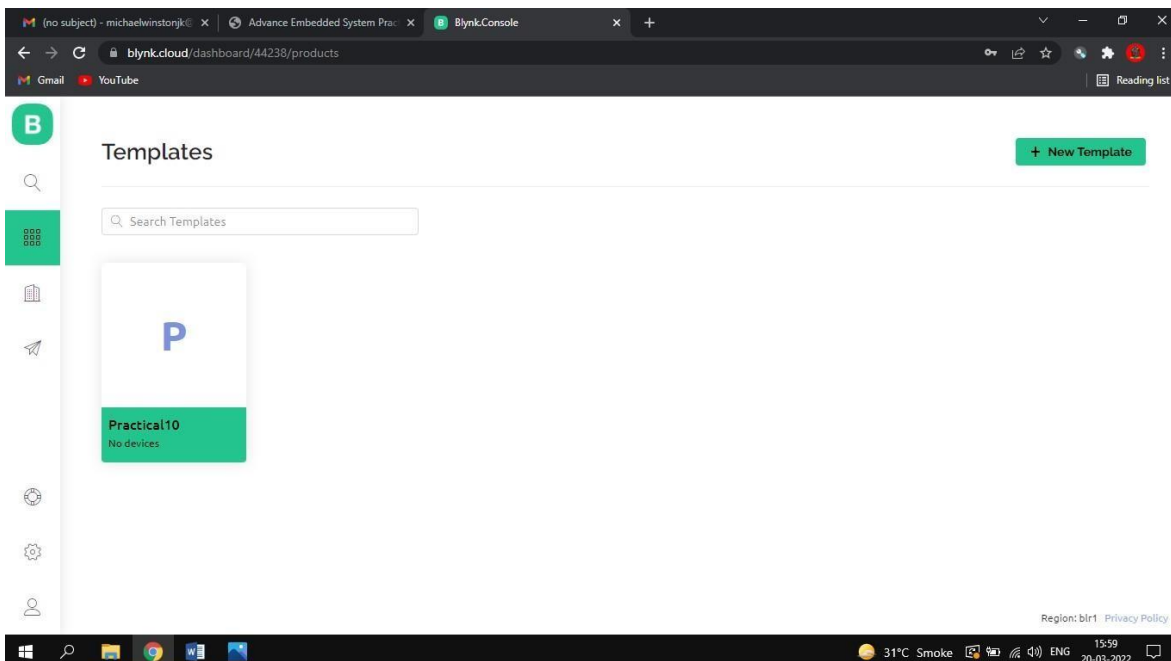 (no subject) - michaelwinstonjk@
Advance Embedded System Prac
Blynk.Console
blynk.cloud/dashboard/44238/products
Gmail
YouTube
Reading list
B
Templates
+ New Template
Search Templates
P
Practical10
No devices
Region: blr1 Privacy Policy
31°C Smoke
ENG
15:59
20-03-2022